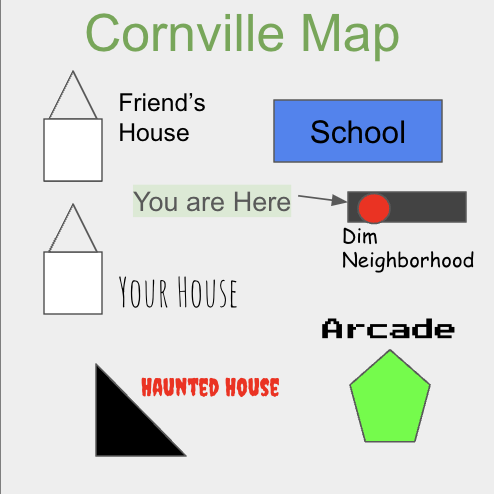 Cornville Map
Friend's
House
School
You are Here
Dim
Neighborhood
Your House
Arcade
Haunted House